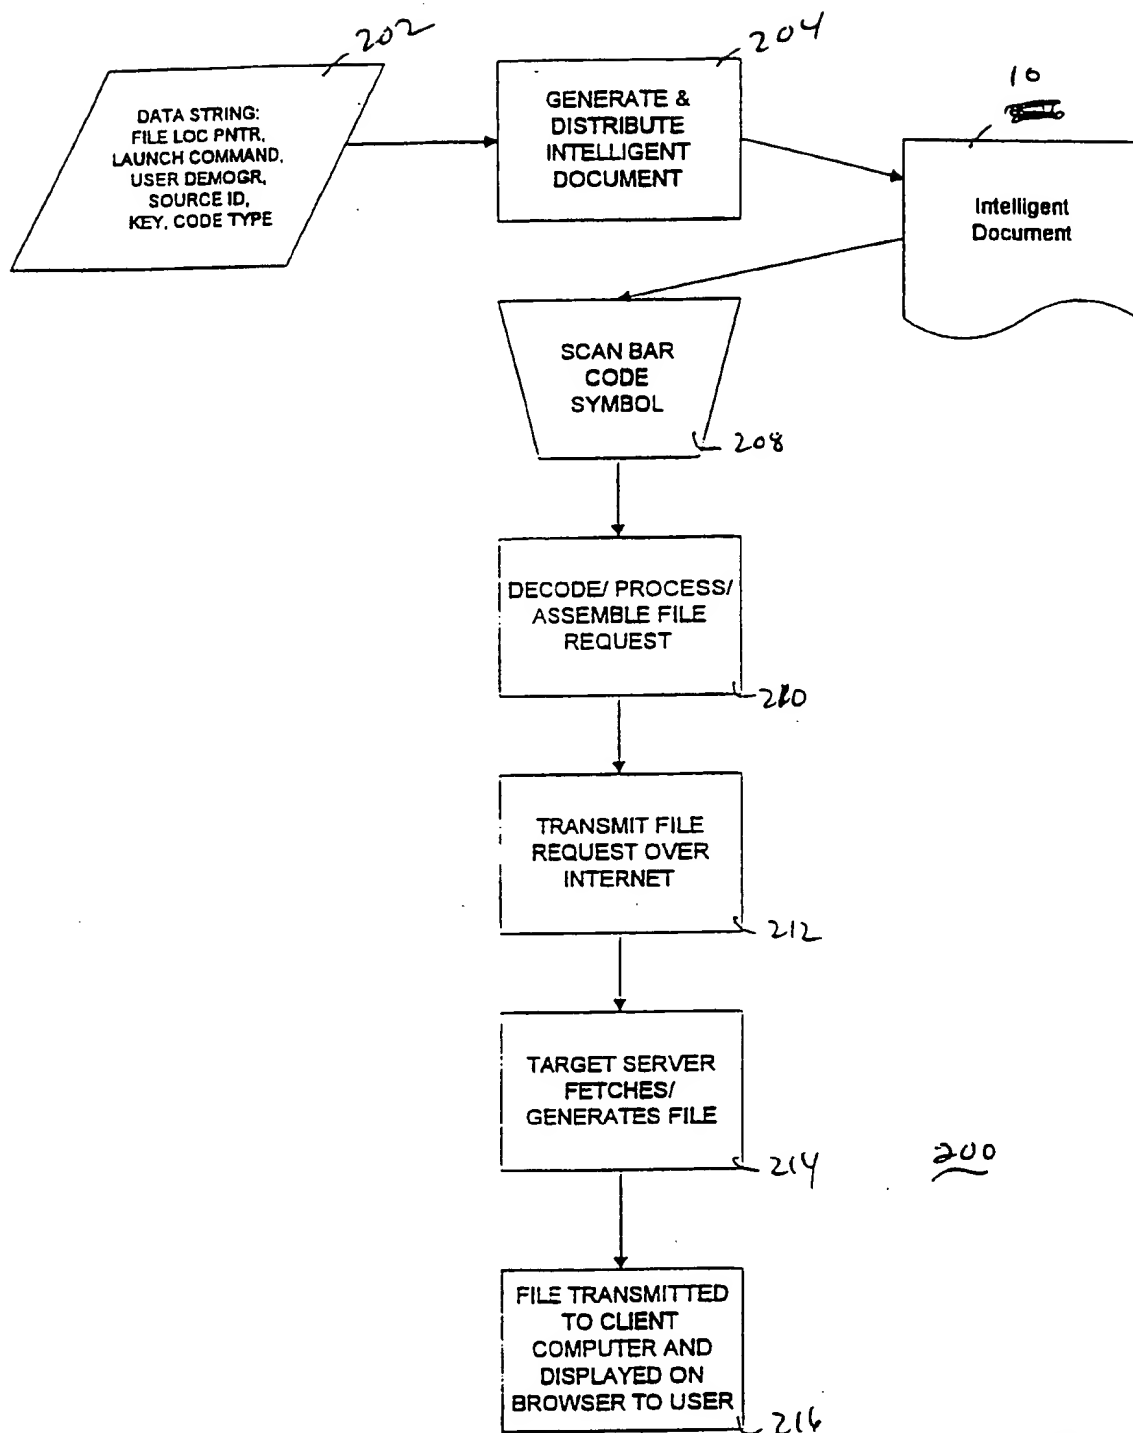 202
DATA STRING:
FILE LOC PNTR,
LAUNCH COMMAND,
USER DEMOGR,
SOURCE ID,
KEY, CODE TYPE
204
GENERATE &
DISTRIBUTE
INTELLIGENT
DOCUMENT
10
Intelligent
Document
SCAN BAR
CODE
SYMBOL
208
DECODE/ PROCESS/
ASSEMBLE FILE
REQUEST
210
TRANSMIT FILE
REQUEST OVER
INTERNET
212
TARGET SERVER
FETCHES/
GENERATES FILE
214
200
FILE TRANSMITTED
TO CLIENT
COMPUTER AND
DISPLAYED ON
BROWSER TO USER
216